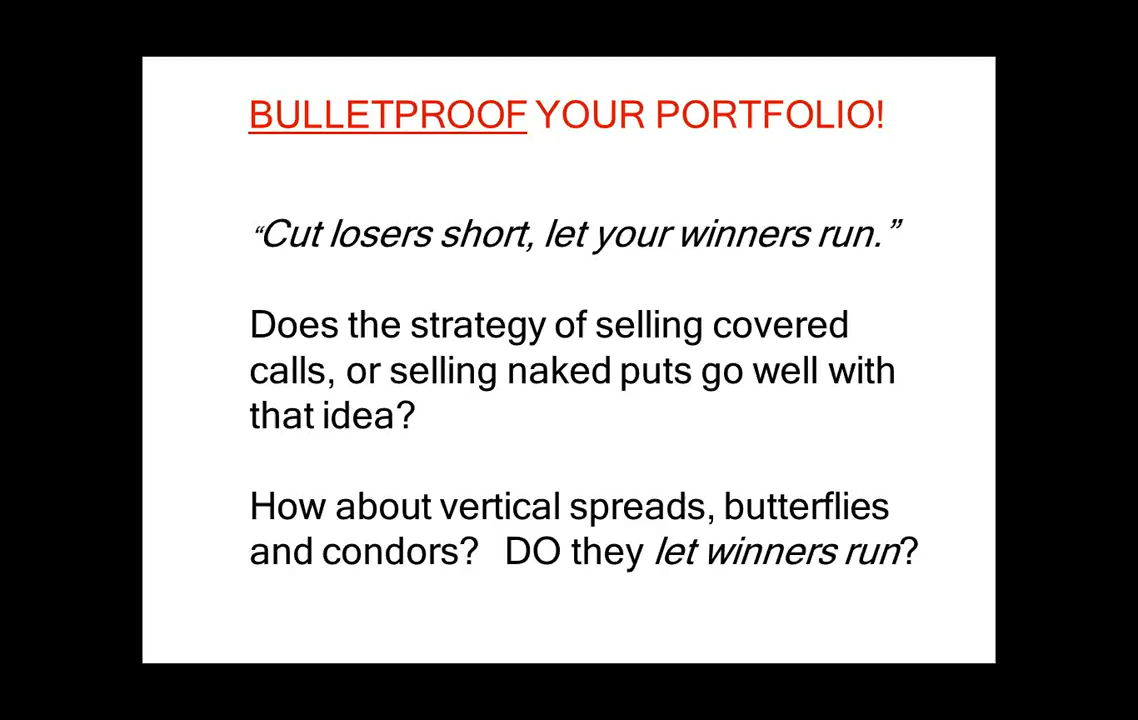 BULLETPROOF YOUR PORTFOLIO!
“Cut losers short, let your winners run.”
Does the strategy of selling covered
calls, or selling naked puts go well with
that idea?
How about vertical spreads, butterflies
and condors?   DO they let winners run?